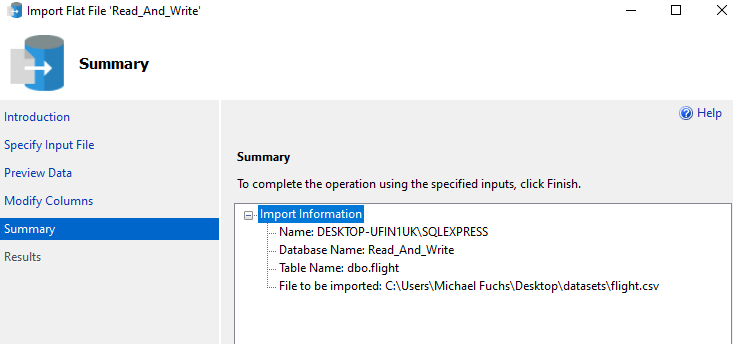 Import Flat File 'Read_And_Write'
Summary
Introduction
Specify Input File
Preview Data
Modify Columns
Summary
Results
Help
Summary
To complete the operation using the specified inputs, click Finish.
Import Information
Name: DESKTOP-UFIN1UK\SQLEXPRESS
Database Name: Read_And_Write
Table Name: dbo.flight
File to be imported: C:\Users\Michael Fuchs\Desktop\datasets\flight.csv